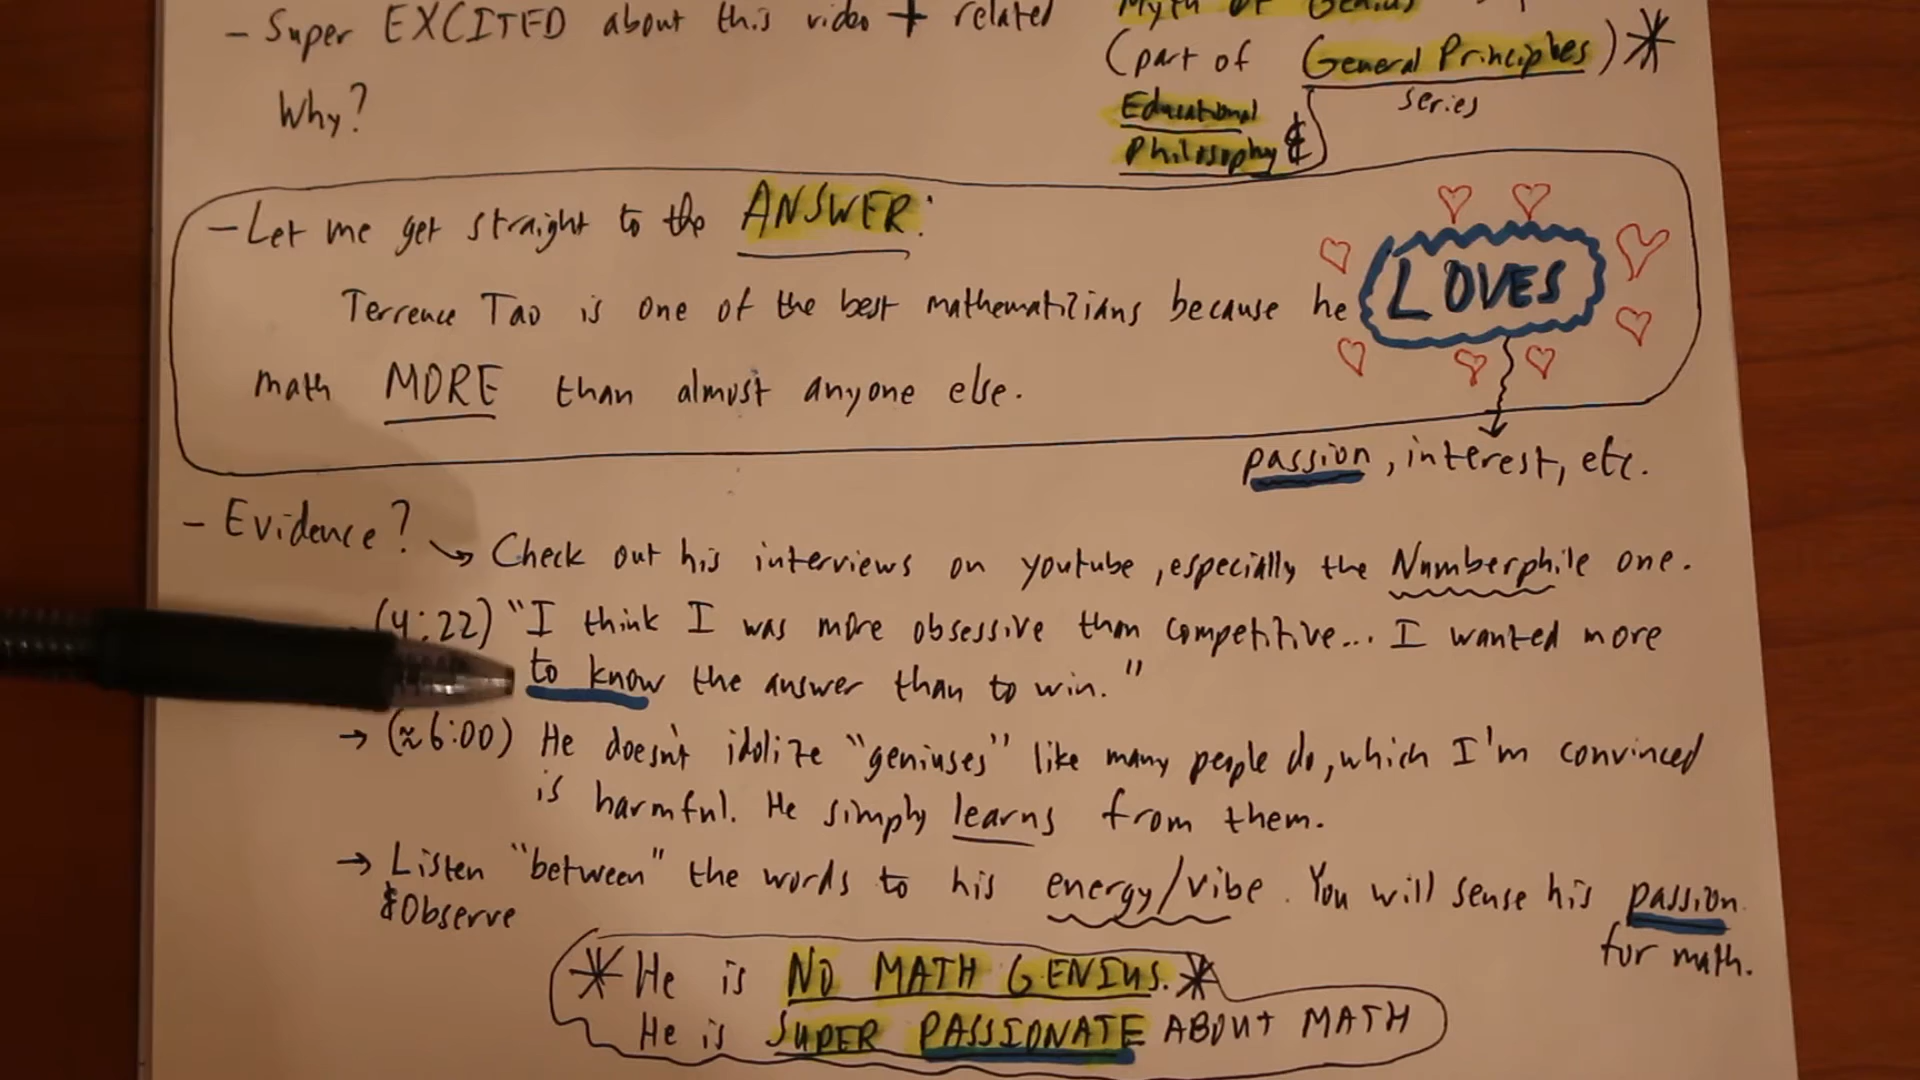 Myth of Genius
- Super EXCITED about this video + related
(part of General Principles) *
series
Why?
Educational
Philosophy &
- Let me get straight to the ANSWER:
Terrence Tao is one of the best mathematitians because he LOVES
math MORE than almost anyone else.
passion, interest, etc.
- Evidence? → Check out his interviews on youtube, especially the Numberphile one.
(4:22) "I think I was more obsessive than competitive... I wanted more
to know the answer than to win."
→ (≈6:00) He doesn't idolize "geniuses" like many people do, which I'm convinced
is harmful. He simply learns from them.
→ Listen "between" the words to his energy/vibe. You will sense his passion
& Observe
for math.
* He is NO MATH GENIUS. *
He is SUPER PASSIONATE ABOUT MATH